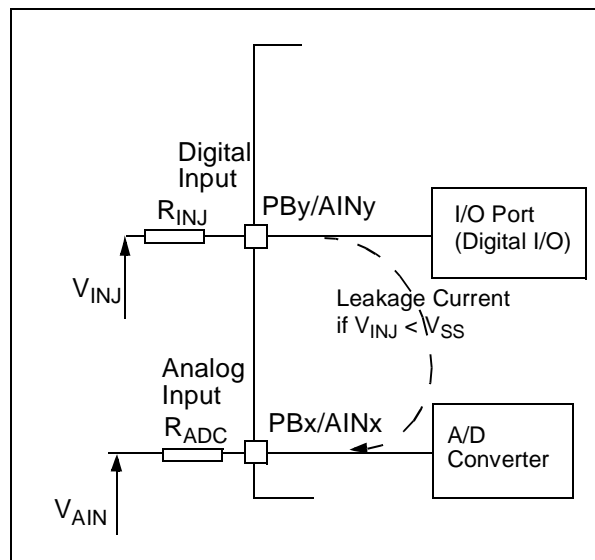 Digital
Input
R_INJ
PBy/AINy
I/O Port
(Digital I/O)
V_INJ
Leakage Current
if V_INJ < V_SS
Analog
Input
R_ADC
PBx/AINx
A/D
Converter
V_AIN